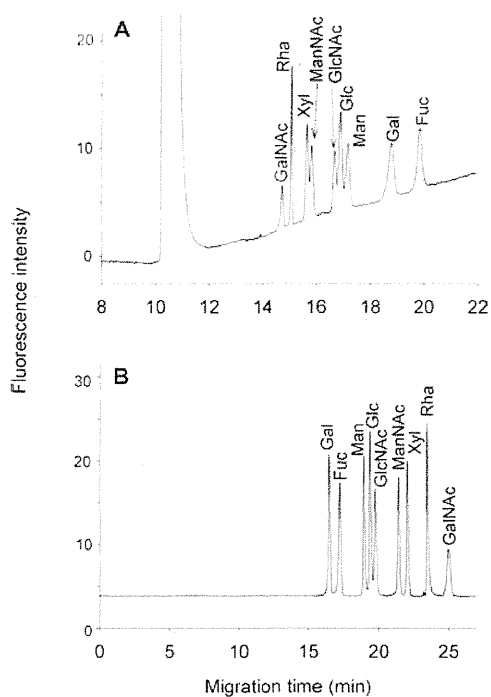 A
20
10
0
GalNAc
Rha
Xyl
ManNAc
GlcNAc
Glc
Man
Gal
Fuc
8 10 12 14 16 18 20 22
Fluorescence intensity
B
30
20
10
0
Gal
Fuc
Man
Glc
GlcNAc
ManNAc
Xyl
Rha
GalNAc
0 5 10 15 20 25
Migration time (min)